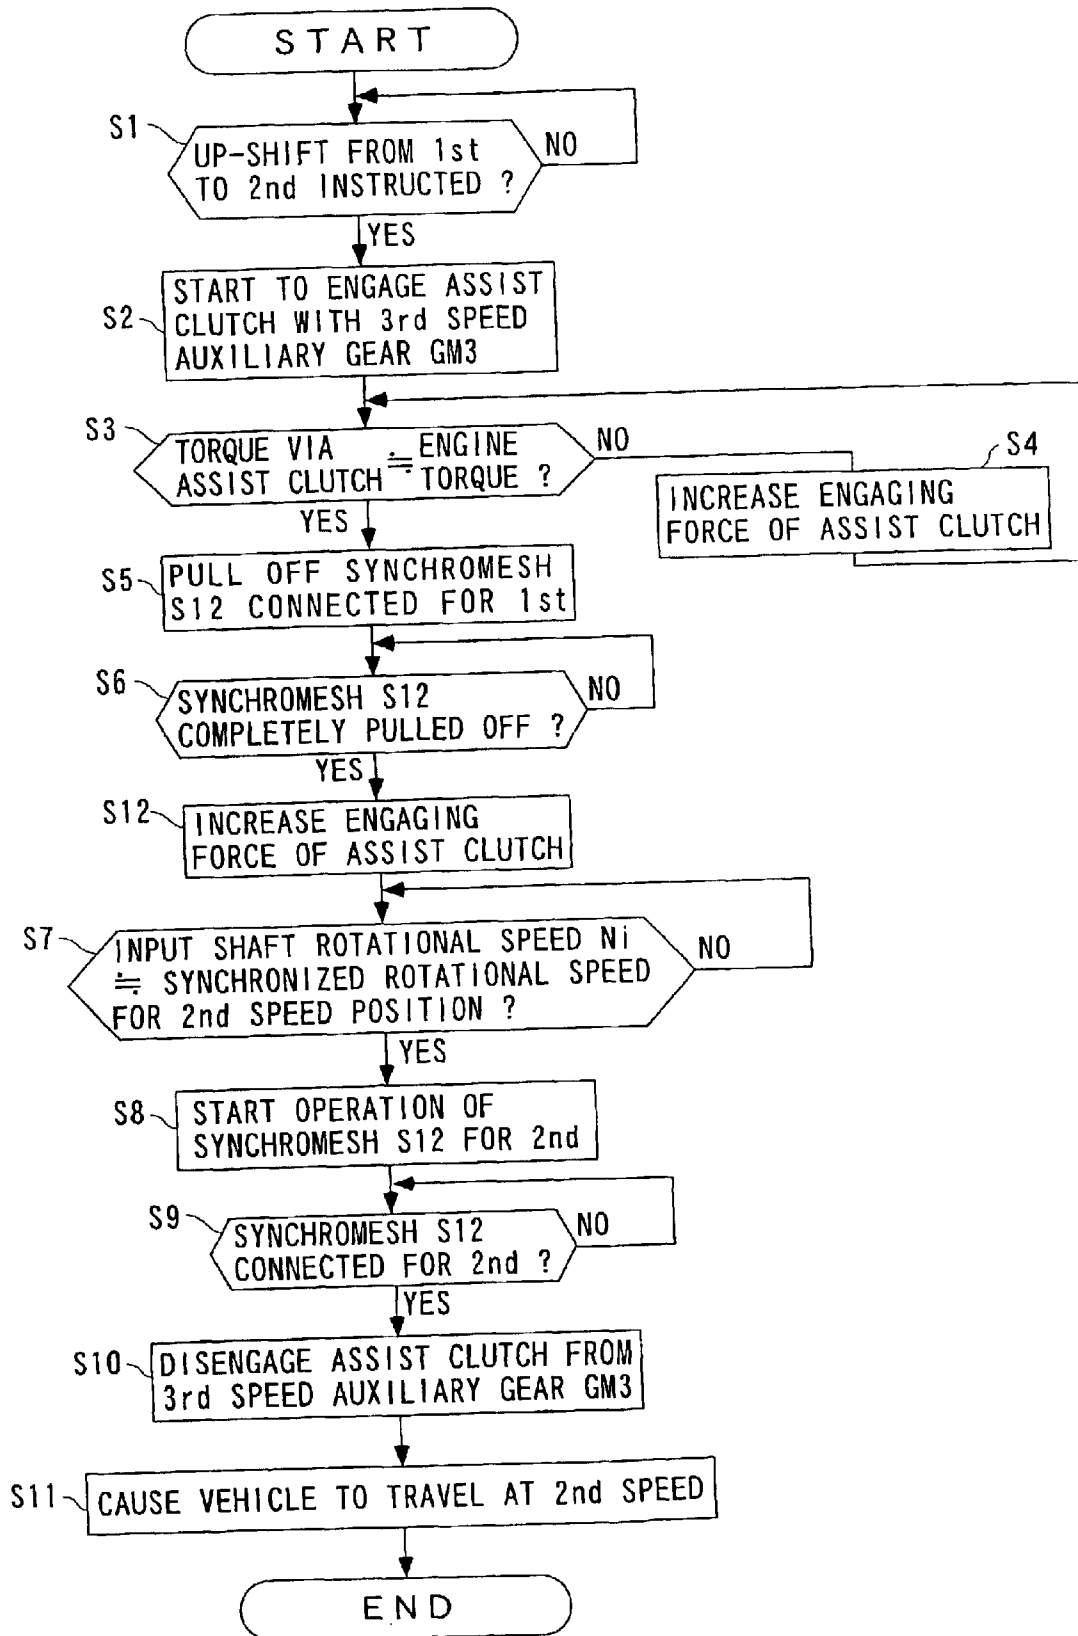 START
S1
UP-SHIFT FROM 1st
TO 2nd INSTRUCTED ?
NO
YES
S2
START TO ENGAGE ASSIST
CLUTCH WITH 3rd SPEED
AUXILIARY GEAR GM3
S3
TORQUE VIA
ASSIST CLUTCH
≒
ENGINE
TORQUE ?
NO
YES
S4
INCREASE ENGAGING
FORCE OF ASSIST CLUTCH
S5
PULL OFF SYNCHROMESH
S12 CONNECTED FOR 1st
S6
SYNCHROMESH S12
COMPLETELY PULLED OFF ?
NO
YES
S12
INCREASE ENGAGING
FORCE OF ASSIST CLUTCH
S7
INPUT SHAFT ROTATIONAL SPEED Ni
≒ SYNCHRONIZED ROTATIONAL SPEED
FOR 2nd SPEED POSITION ?
NO
YES
S8
START OPERATION OF
SYNCHROMESH S12 FOR 2nd
S9
SYNCHROMESH S12
CONNECTED FOR 2nd ?
NO
YES
S10
DISENGAGE ASSIST CLUTCH FROM
3rd SPEED AUXILIARY GEAR GM3
S11
CAUSE VEHICLE TO TRAVEL AT 2nd SPEED
END